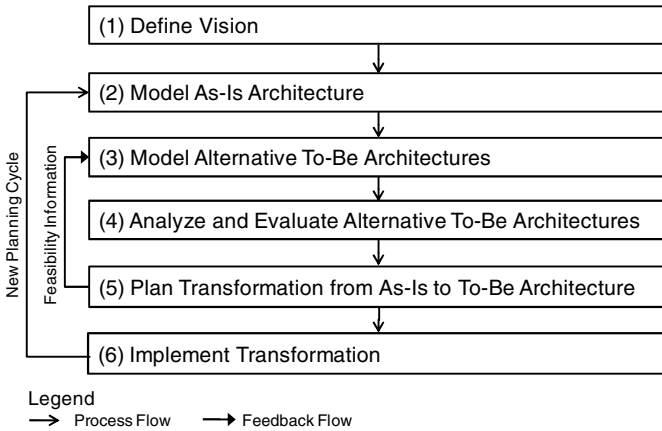 (1) Define Vision
(2) Model As-Is Architecture
(3) Model Alternative To-Be Architectures
(4) Analyze and Evaluate Alternative To-Be Architectures
(5) Plan Transformation from As-Is to To-Be Architecture
(6) Implement Transformation
New Planning Cycle
Feasibility Information
Legend
Process Flow
Feedback Flow